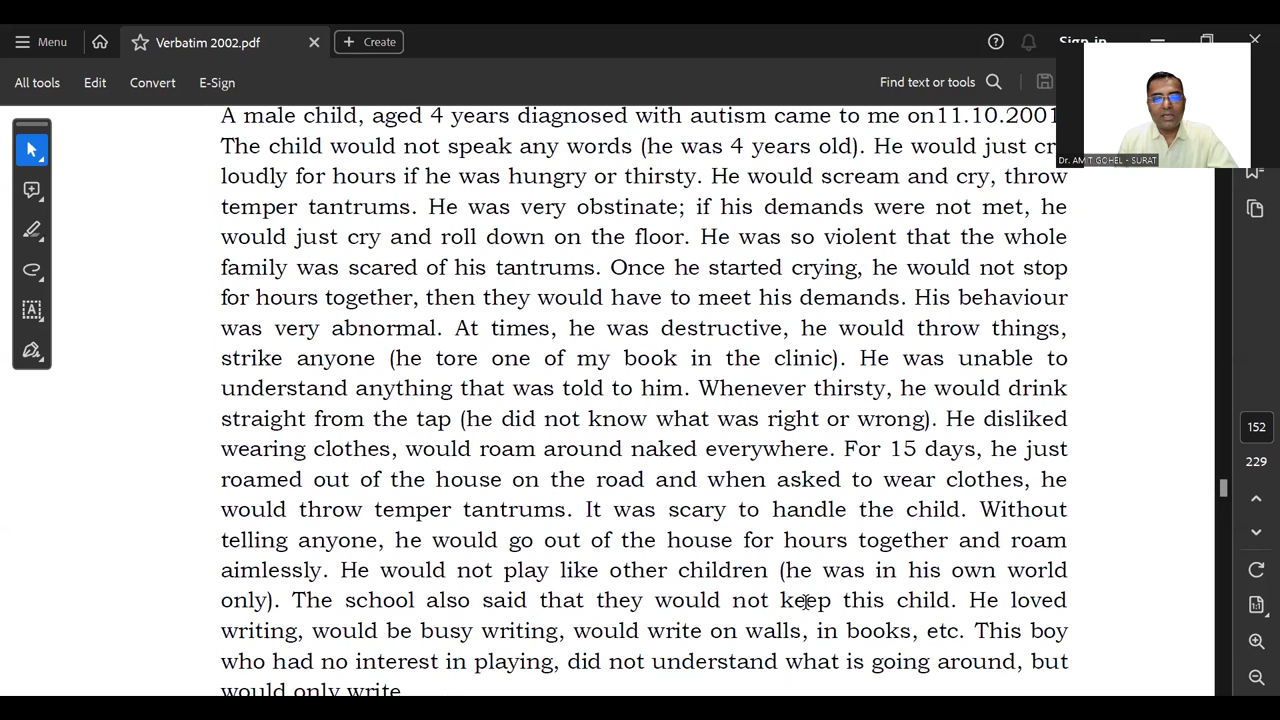 Menu
Verbatim 2002.pdf
Create
All tools
Edit
Convert
E-Sign
Find text or tools
Dr. AMIT GOHEL - SURAT
A male child, aged 4 years diagnosed with autism came to me on11.10.2001
The child would not speak any words (he was 4 years old). He would just
loudly for hours if he was hungry or thirsty. He would scream and cry, throw
temper tantrums. He was very obstinate; if his demands were not met, he
would just cry and roll down on the floor. He was so violent that the whole
family was scared of his tantrums. Once he started crying, he would not stop
for hours together, then they would have to meet his demands. His behaviour
was very abnormal. At times, he was destructive, he would throw things,
strike anyone (he tore one of my book in the clinic). He was unable to
understand anything that was told to him. Whenever thirsty, he would drink
straight from the tap (he did not know what was right or wrong). He disliked
wearing clothes, would roam around naked everywhere. For 15 days, he just
roamed out of the house on the road and when asked to wear clothes, he
would throw temper tantrums. It was scary to handle the child. Without
telling anyone, he would go out of the house for hours together and roam
aimlessly. He would not play like other children (he was in his own world
only). The school also said that they would not keep this child. He loved
writing, would be busy writing, would write on walls, in books, etc. This boy
who had no interest in playing, did not understand what is going around, but
would only write
152
229